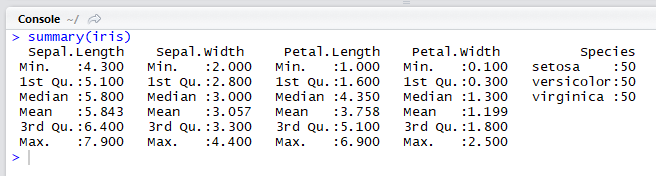 Console ~/
> summary(iris)
  Sepal.Length    Sepal.Width     Petal.Length    Petal.Width          Species
 Min.   :4.300   Min.   :2.000   Min.   :1.000   Min.   :0.100   setosa    :50
 1st Qu.:5.100   1st Qu.:2.800   1st Qu.:1.600   1st Qu.:0.300   versicolor:50
 Median :5.800   Median :3.000   Median :4.350   Median :1.300   virginica :50
 Mean   :5.843   Mean   :3.057   Mean   :3.758   Mean   :1.199
 3rd Qu.:6.400   3rd Qu.:3.300   3rd Qu.:5.100   3rd Qu.:1.800
 Max.   :7.900   Max.   :4.400   Max.   :6.900   Max.   :2.500
>